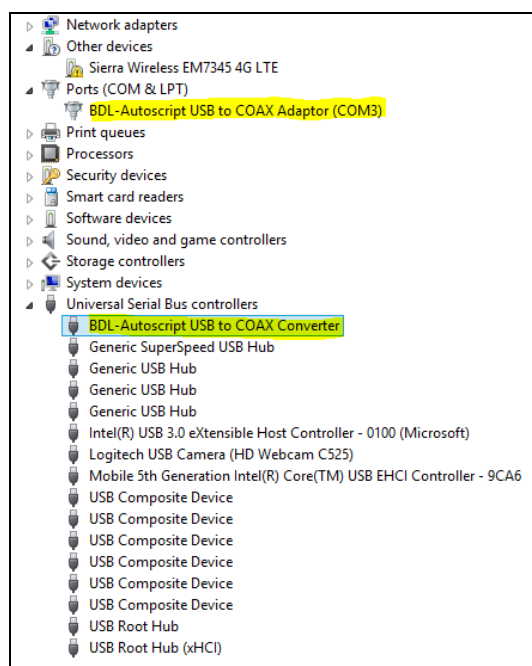 Network adapters
Other devices
Sierra Wireless EM7345 4G LTE
Ports (COM & LPT)
BDL-Autoscript USB to COAX Adaptor (COM3)
Print queues
Processors
Security devices
Smart card readers
Software devices
Sound, video and game controllers
Storage controllers
System devices
Universal Serial Bus controllers
BDL-Autoscript USB to COAX Converter
Generic SuperSpeed USB Hub
Generic USB Hub
Generic USB Hub
Generic USB Hub
Intel(R) USB 3.0 eXtensible Host Controller - 0100 (Microsoft)
Logitech USB Camera (HD Webcam C525)
Mobile 5th Generation Intel(R) Core(TM) USB EHCI Controller - 9CA6
USB Composite Device
USB Composite Device
USB Composite Device
USB Composite Device
USB Composite Device
USB Composite Device
USB Root Hub
USB Root Hub (xHCI)